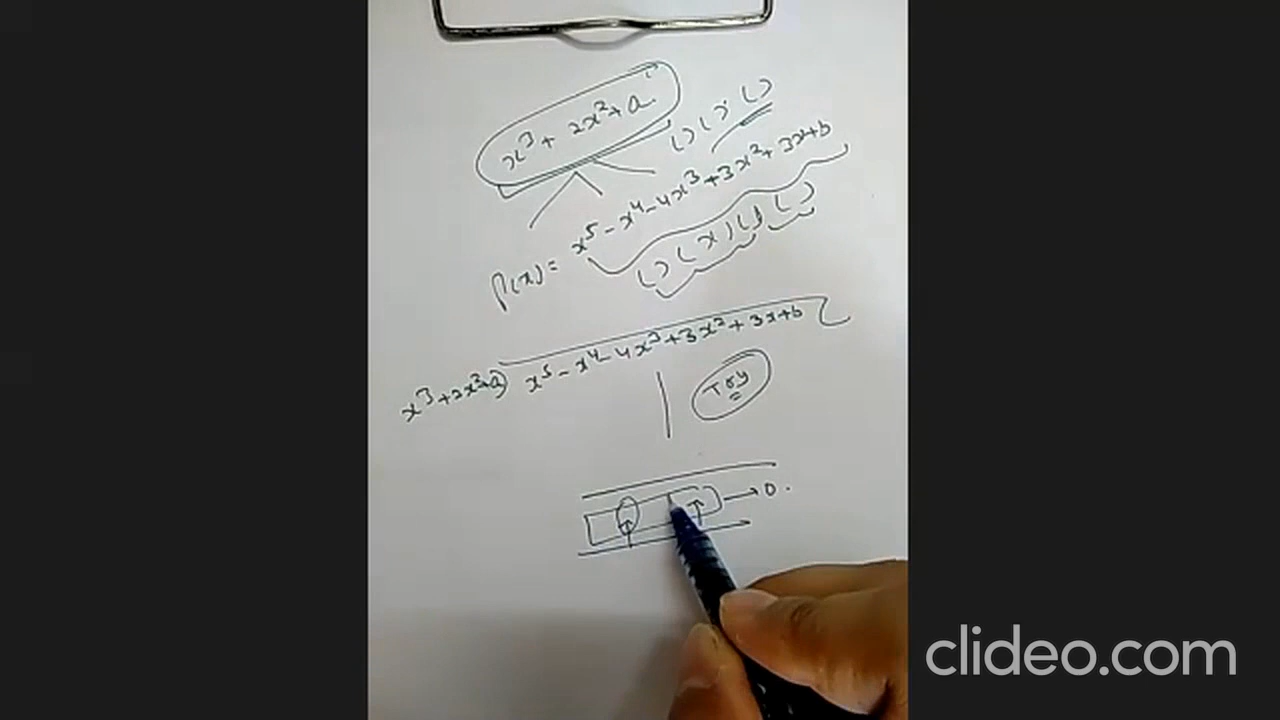 x³ + 2x² + a
( ) ( ) ( )
p(x) = x⁵ - x⁴ - 4x³ + 3x² + 3x + b
( ) ( x ) ( ) ( )
x³ + 2x² + a) x⁵ - x⁴ - 4x³ + 3x² + 3x + b
Try
→ 0.
clideo.com